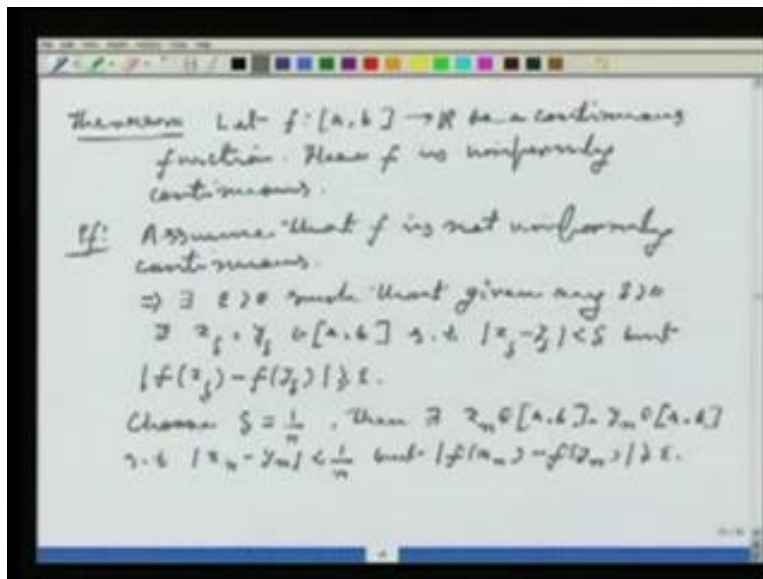 Theorem Let f : [a, b] → R be a continuous
function. Then f is uniformly
continuous.
Pf: Assume that f is not uniformly
continuous.
⇒ ∃ ε > 0 such that given any δ > 0
∃ x_δ, y_δ ∈ [a, b] s.t |x_δ - y_δ| < δ but
|f(x_δ) - f(y_δ)| ≥ ε.
Choose δ = 1/n, then ∃ x_n ∈ [a, b], y_n ∈ [a, b]
s.t |x_n - y_n| < 1/n but |f(x_n) - f(y_n)| ≥ ε.